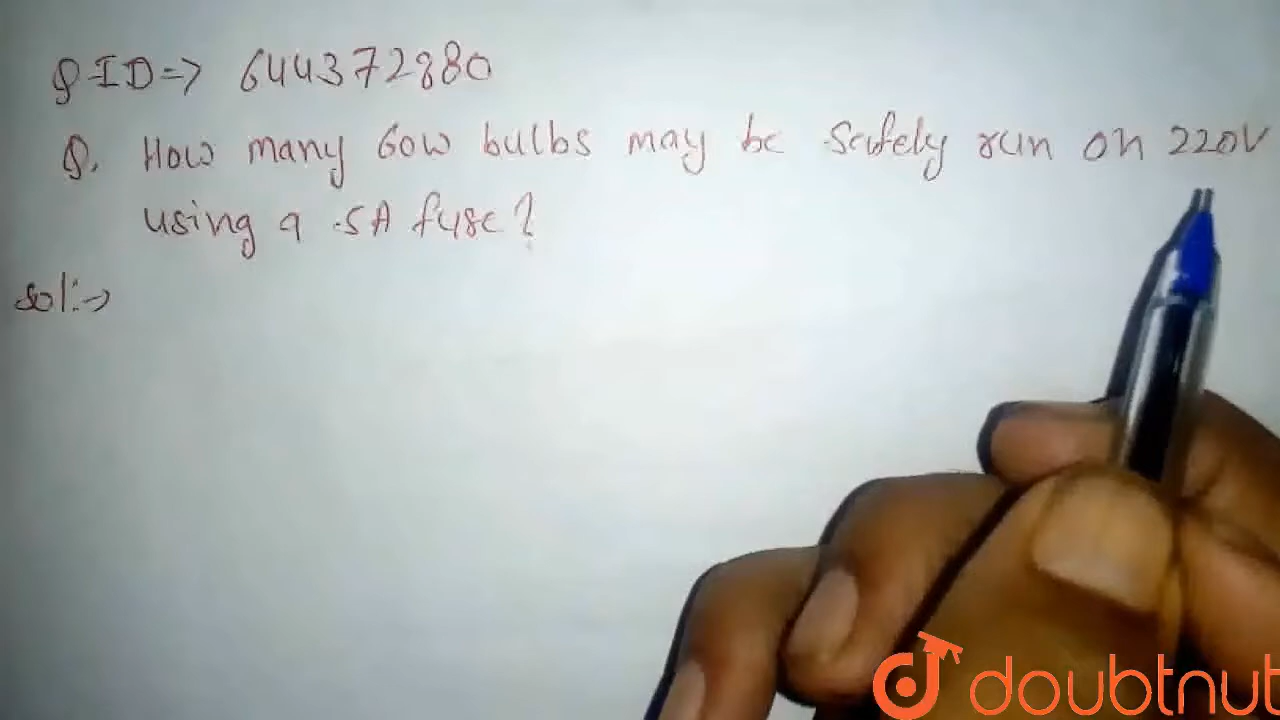 Q-ID=> 644372880
Q. How many 60W bulbs may be safely run on 220V
using a 5A fuse?
Sol:->
doubtnut